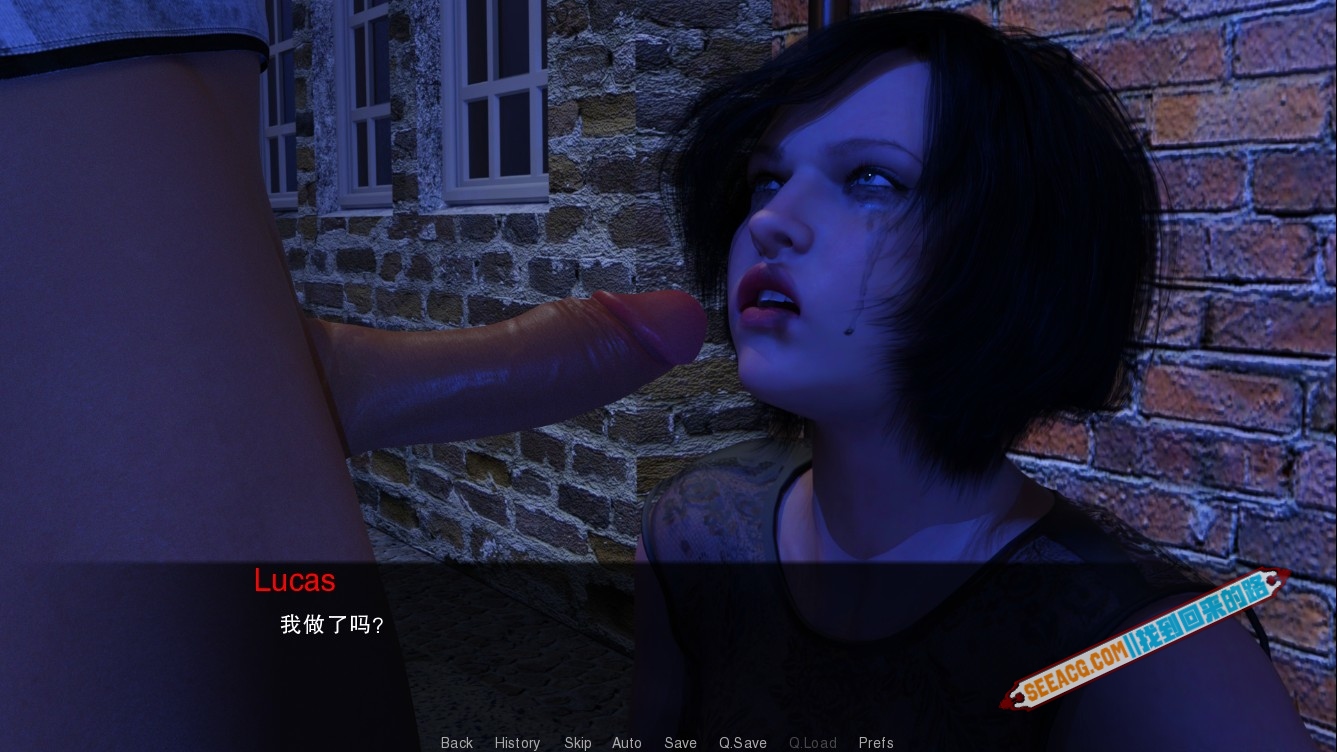 Lucas
我做了吗?
SEEACG.COM||找到回来的路
Back History Skip Auto Save Q.Save Q.Load Prefs